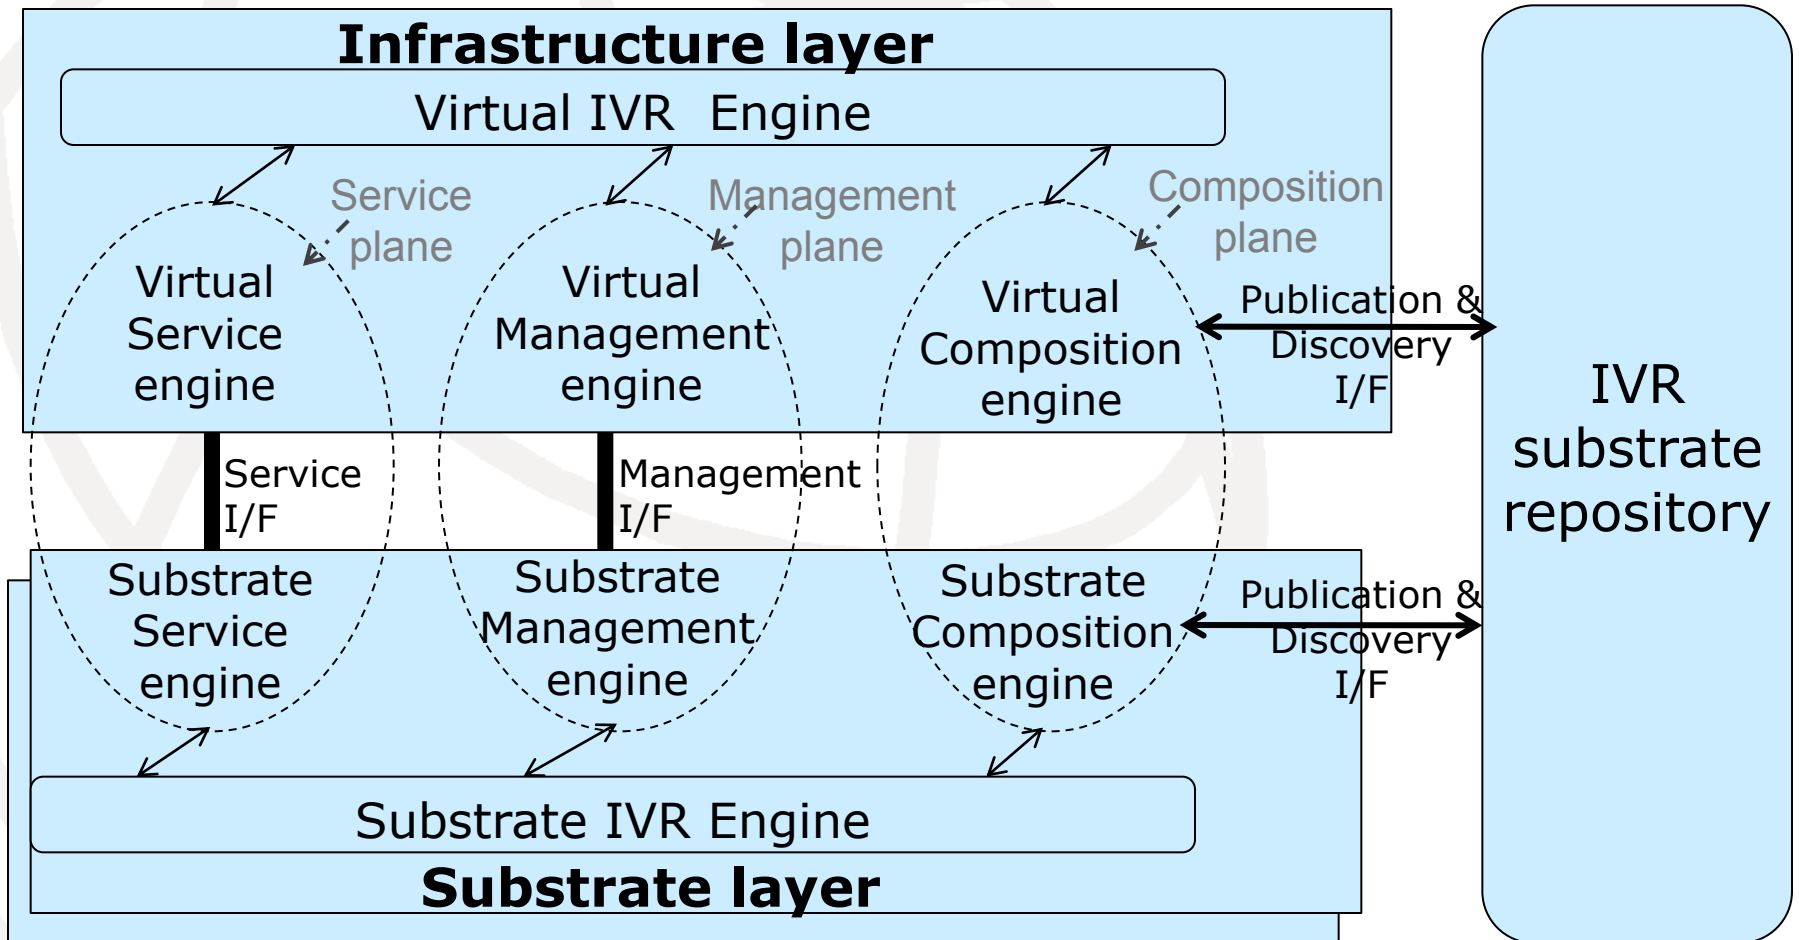 Infrastructure layer
Virtual IVR Engine
Service
plane
Management
plane
Composition
plane
Virtual
Service
engine
Virtual
Management
engine
Virtual
Composition
engine
Publication &
Discovery
I/F
Service
I/F
Management
I/F
IVR
substrate
repository
Substrate
Service
engine
Substrate
Management
engine
Substrate
Composition
engine
Publication &
Discovery
I/F
Substrate IVR Engine
Substrate layer